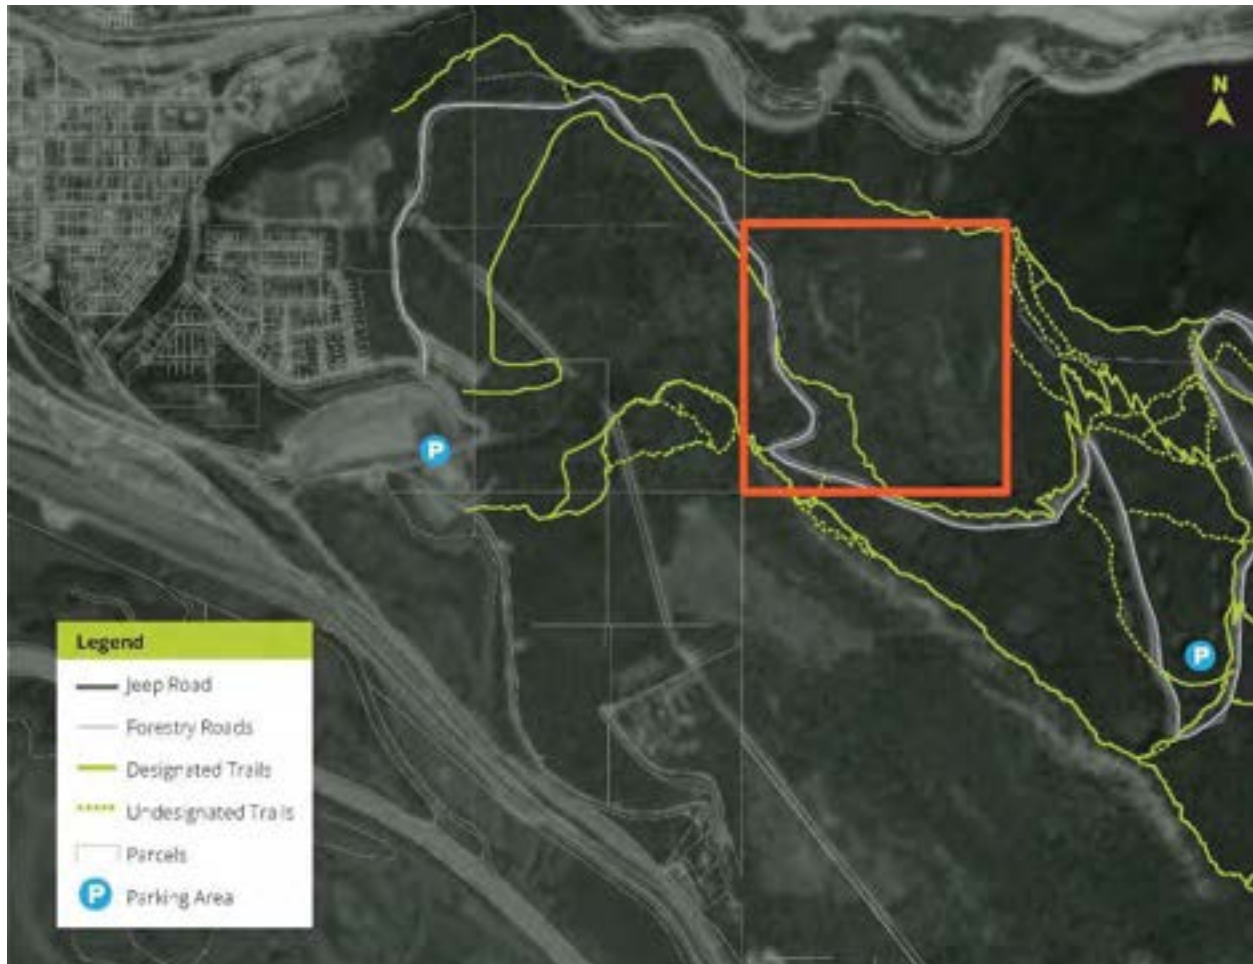 N
P
P
Legend
Jeep Road
Forestry Roads
Designated Trails
Undesignated Trails
Parcels
P
Parking Area